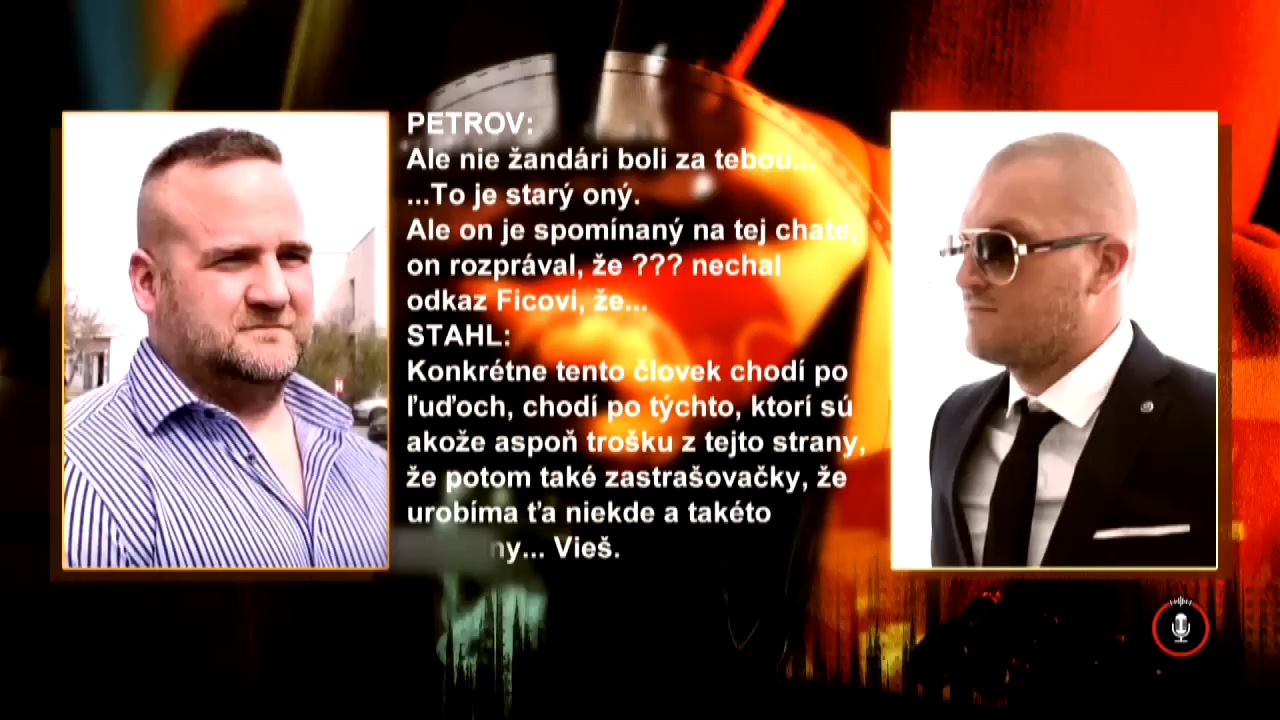 PETROV:
Ale nie žandári boli za tebou...
...To je starý oný.
Ale on je spomínaný na tej chate,
on rozprával, že ??? nechal
odkaz Ficovi, že...
STAHL:
Konkrétne tento človek chodí po
ľuďoch, chodí po týchto, ktorí sú
akože aspoň trošku z tejto strany,
že potom také zastrašovačky, že
urobíma ťa niekde a takéto
ny... Vieš.